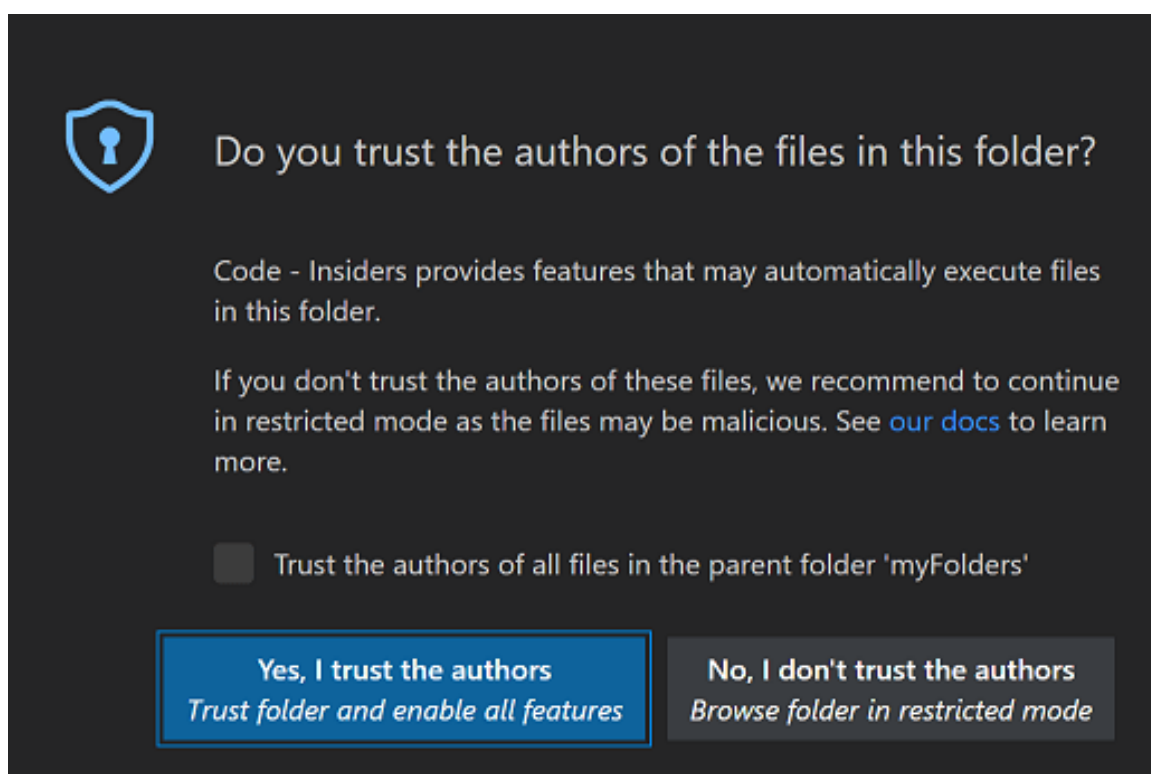 Do you trust the authors of the files in this folder?
Code - Insiders provides features that may automatically execute files
in this folder.
If you don't trust the authors of these files, we recommend to continue
in restricted mode as the files may be malicious. See our docs to learn
more.
Trust the authors of all files in the parent folder 'myFolders'
Yes, I trust the authors
Trust folder and enable all features
No, I don't trust the authors
Browse folder in restricted mode